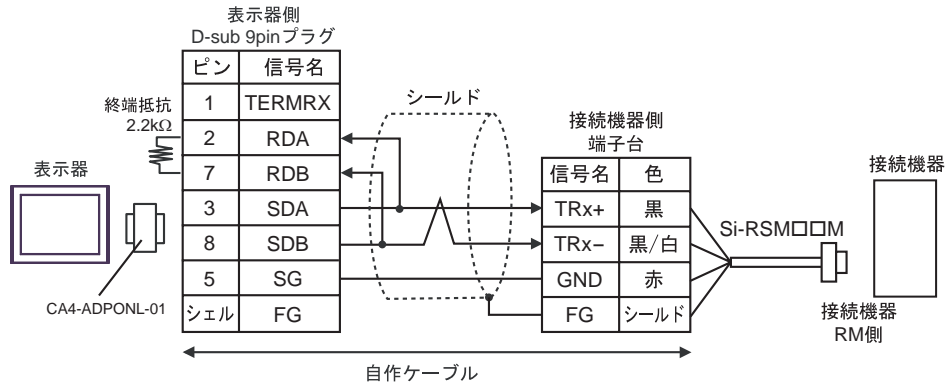 表示器側
D-sub 9pinプラグ
ピン 信号名
1 TERMRX
2 RDA
7 RDB
3 SDA
8 SDB
5 SG
シェル FG
終端抵抗
2.2kΩ
表示器
CA4-ADPONL-01
シールド
接続機器側
端子台
信号名 色
TRx+ 黒
TRx− 黒/白
GND 赤
FG シールド
Si-RSM□□M
接続機器
接続機器
RM側
自作ケーブル